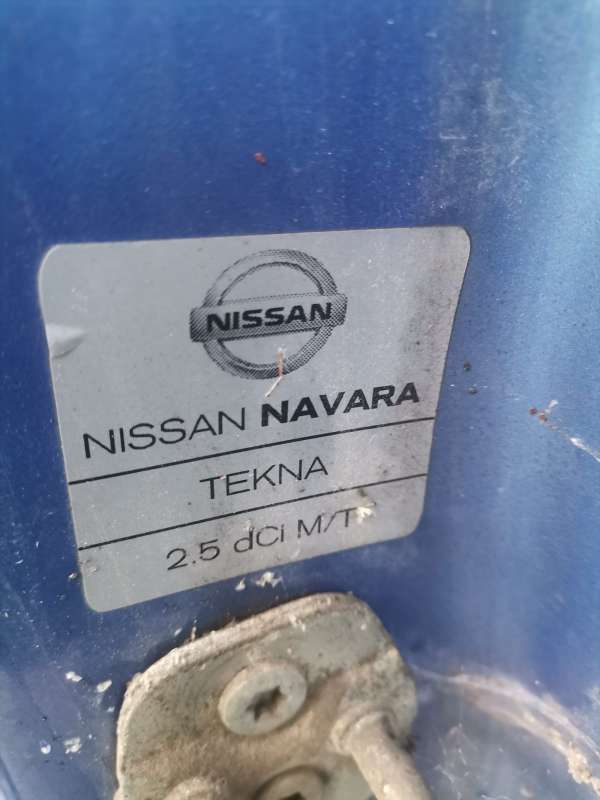 NISSAN
NISSAN NAVARA
TEKNA
2.5 dCi M/T